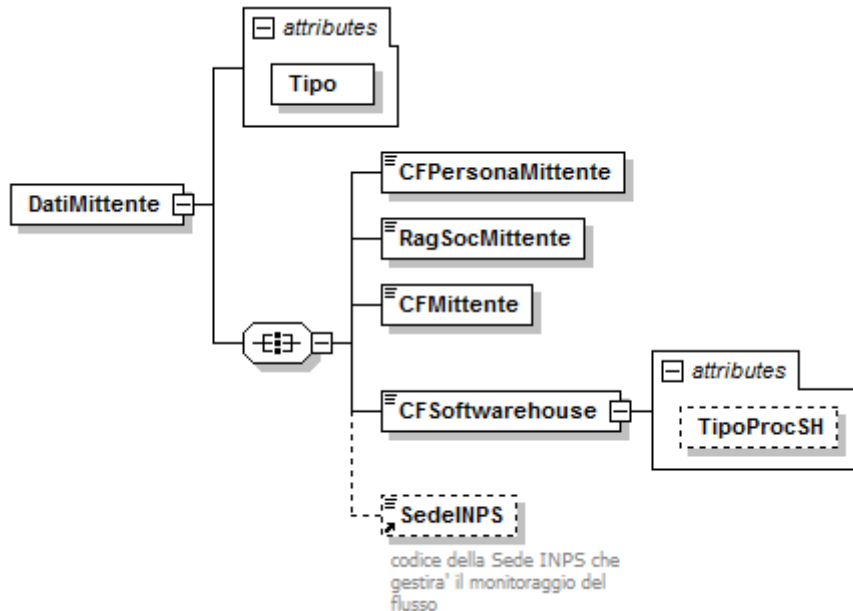 attributes
Tipo
DatiMittente
CFPersonaMittente
RagSocMittente
CFMittente
CFSoftwarehouse
attributes
TipoProcSH
SedeINPS
codice della Sede INPS che
gestira' il monitoraggio del
flusso